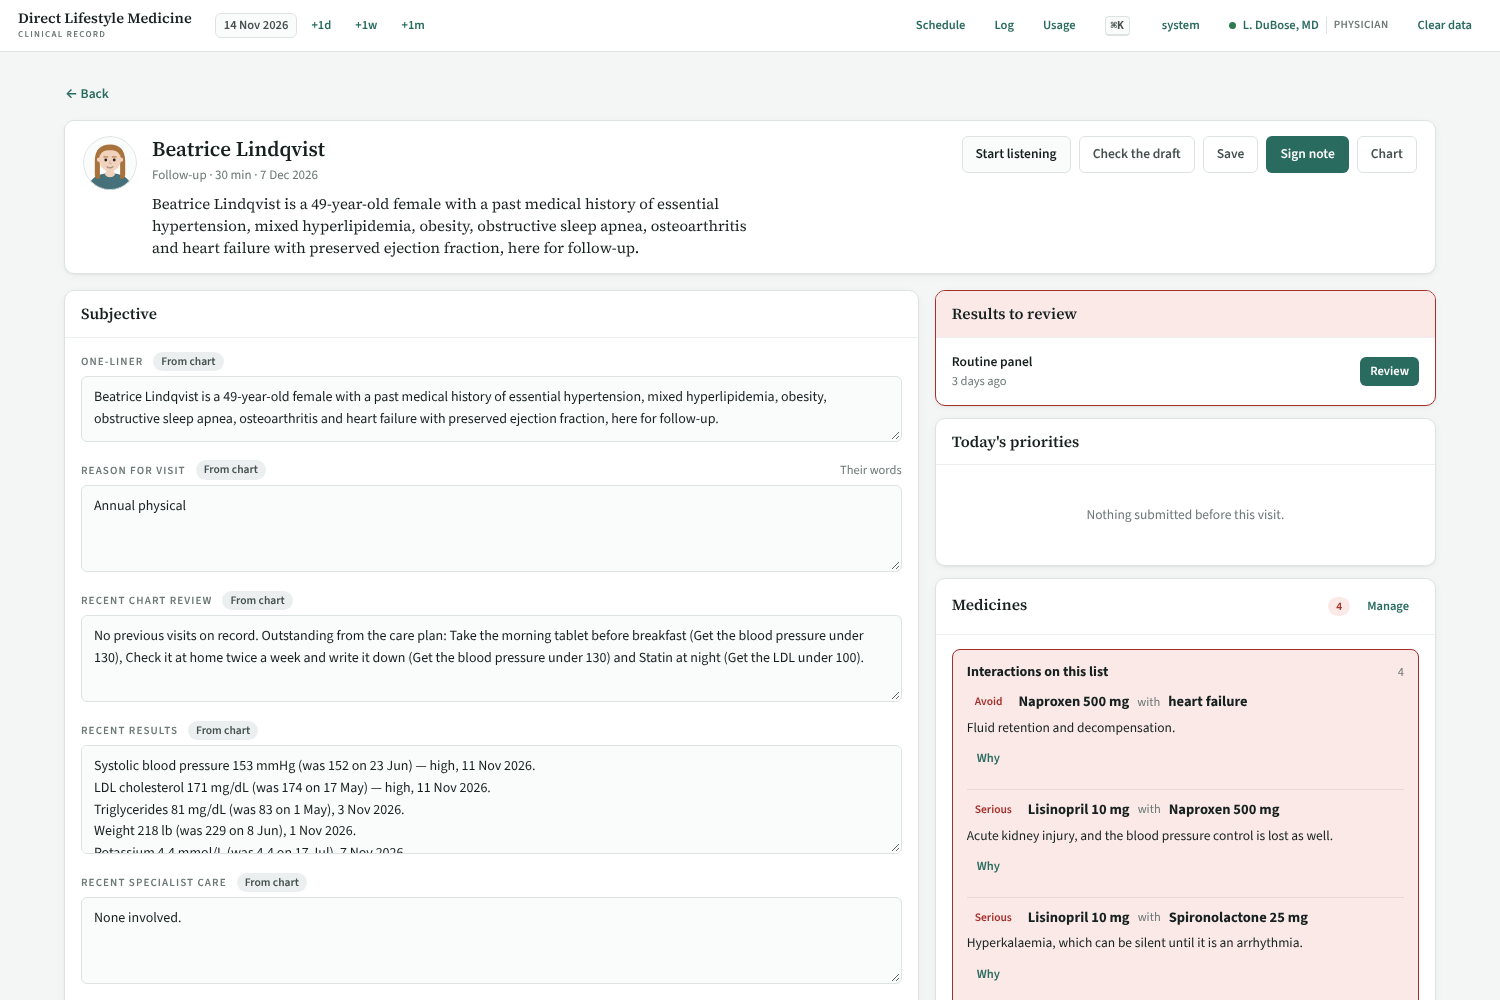 Direct Lifestyle Medicine
CLINICAL RECORD
14 Nov 2026
+1d
+1w
+1m
Schedule
Log
Usage
⌘K
system
L. DuBose, MD
PHYSICIAN
Clear data
← Back
Beatrice Lindqvist
Follow-up · 30 min · 7 Dec 2026
Beatrice Lindqvist is a 49-year-old female with a past medical history of essential
hypertension, mixed hyperlipidemia, obesity, obstructive sleep apnea, osteoarthritis
and heart failure with preserved ejection fraction, here for follow-up.
Start listening
Check the draft
Save
Sign note
Chart
Subjective
ONE-LINER From chart
Beatrice Lindqvist is a 49-year-old female with a past medical history of essential hypertension, mixed hyperlipidemia, obesity,
obstructive sleep apnea, osteoarthritis and heart failure with preserved ejection fraction, here for follow-up.
REASON FOR VISIT From chart
Their words
Annual physical
RECENT CHART REVIEW From chart
No previous visits on record. Outstanding from the care plan: Take the morning tablet before breakfast (Get the blood pressure under
130), Check it at home twice a week and write it down (Get the blood pressure under 130) and Statin at night (Get the LDL under 100).
RECENT RESULTS From chart
Systolic blood pressure 153 mmHg (was 152 on 23 Jun) — high, 11 Nov 2026.
LDL cholesterol 171 mg/dL (was 174 on 17 May) — high, 11 Nov 2026.
Triglycerides 81 mg/dL (was 83 on 1 May), 3 Nov 2026.
Weight 218 lb (was 229 on 8 Jun), 1 Nov 2026.
Potassium 4.4 mmol/L (was 4.4 on 17 Jul), 7 Nov 2026.
RECENT SPECIALIST CARE From chart
None involved.
Results to review
Routine panel
3 days ago
Review
Today's priorities
Nothing submitted before this visit.
Medicines
4
Manage
Interactions on this list
4
Avoid Naproxen 500 mg with heart failure
Fluid retention and decompensation.
Why
Serious Lisinopril 10 mg with Naproxen 500 mg
Acute kidney injury, and the blood pressure control is lost as well.
Why
Serious Lisinopril 10 mg with Spironolactone 25 mg
Hyperkalaemia, which can be silent until it is an arrhythmia.
Why